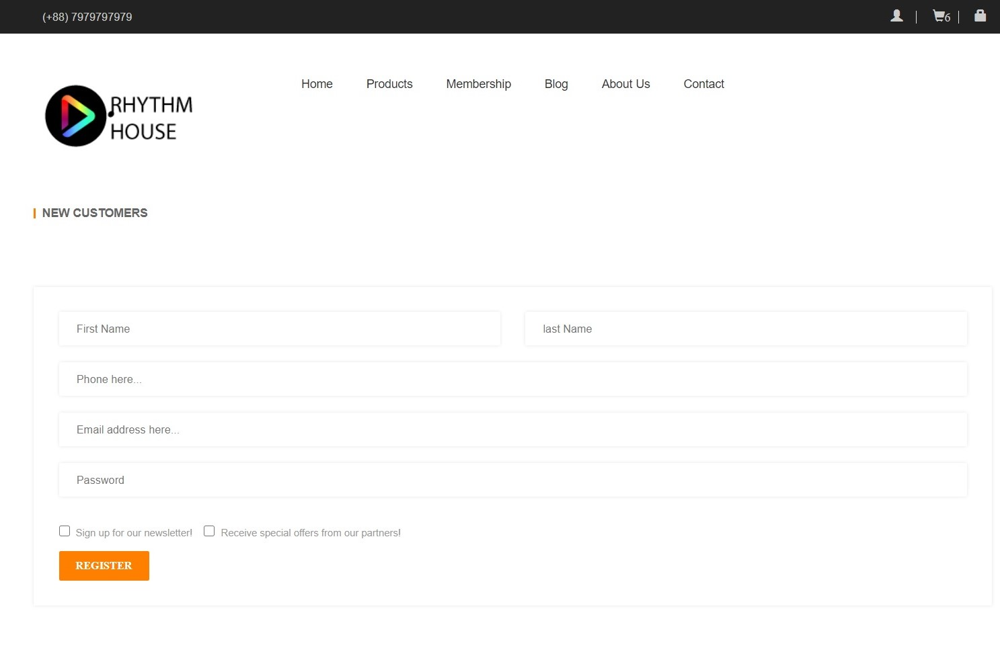 (+88) 7979797979
6
Home Products Membership Blog About Us Contact
RHYTHM
HOUSE
NEW CUSTOMERS
First Name last Name
Phone here...
Email address here...
Password
Sign up for our newsletter! Receive special offers from our partners!
REGISTER